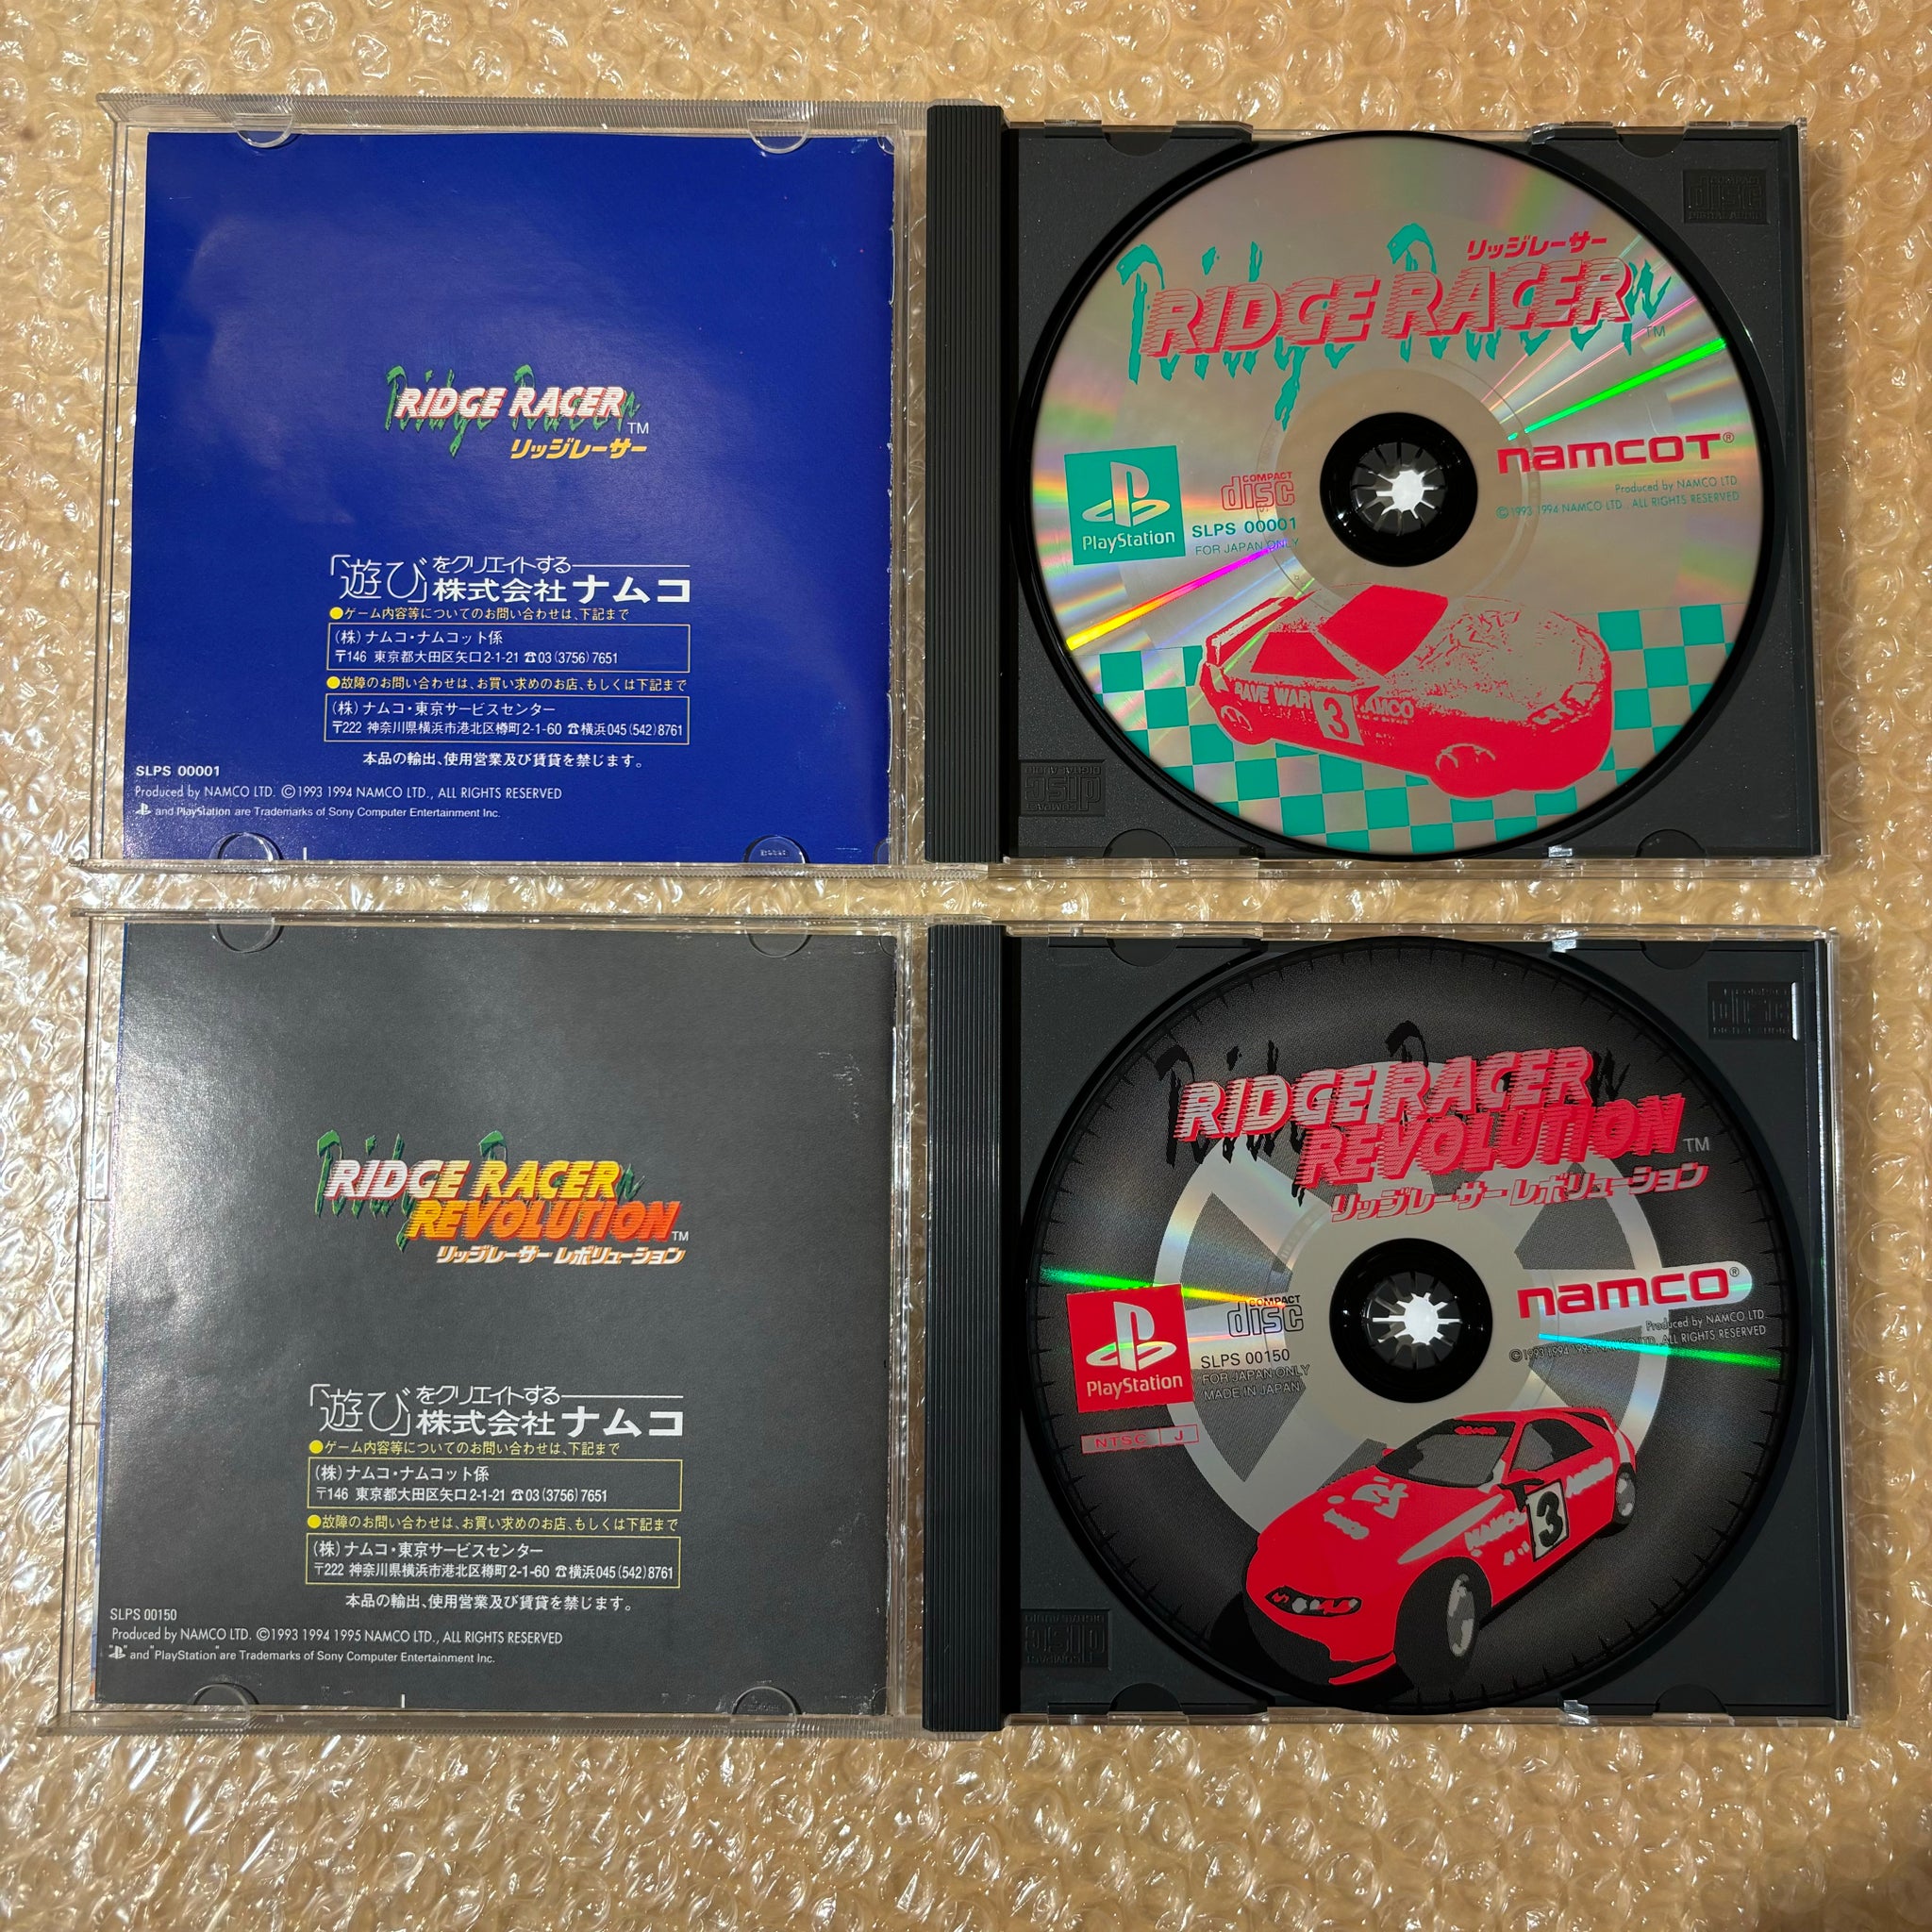 Ridge Racer
RIDGE RACER
TM
リッジレーサー
「遊び」をクリエイトする
株式会社ナムコ
●ゲーム内容等についてのお問い合わせは、下記まで
(株)ナムコ・ナムコット係
〒146 東京都大田区矢口2-1-21 ☎03(3756)7651
●故障のお問い合わせは、お買い求めのお店、もしくは下記まで
(株)ナムコ・東京サービスセンター
〒222 神奈川県横浜市港北区樽町2-1-60 ☎横浜045(542)8761
本品の輸出、使用営業及び賃貸を禁じます。
SLPS 00001
Produced by NAMCO LTD. ©1993 1994 NAMCO LTD., ALL RIGHTS RESERVED
and PlayStation are Trademarks of Sony Computer Entertainment Inc.
リッジレーサー
Ridge Racer
RIDGE RACER
TM
namcot®
Produced by NAMCO LTD.
©1993 1994 NAMCO LTD., ALL RIGHTS RESERVED
PlayStation
COMPACT
disc
SLPS 00001
FOR JAPAN ONLY
RAVE WAR
3
NAMCO
COMPACT
disc
DIGITAL AUDIO
Ridge Racer
RIDGE RACER
REVOLUTION
TM
リッジレーサー レボリューション
「遊び」をクリエイトする
株式会社ナムコ
●ゲーム内容等についてのお問い合わせは、下記まで
(株)ナムコ・ナムコット係
〒146 東京都大田区矢口2-1-21 ☎03(3756)7651
●故障のお問い合わせは、お買い求めのお店、もしくは下記まで
(株)ナムコ・東京サービスセンター
〒222 神奈川県横浜市港北区樽町2-1-60 ☎横浜045(542)8761
本品の輸出、使用営業及び賃貸を禁じます。
SLPS 00150
Produced by NAMCO LTD. ©1993 1994 1995 NAMCO LTD., ALL RIGHTS RESERVED
and "PlayStation" are Trademarks of Sony Computer Entertainment Inc.
Ridge Racer
RIDGE RACER
REVOLUTION
TM
リッジレーサー レボリューション
namco®
Produced by NAMCO LTD.
©1993 1994 1995 NAMCO LTD., ALL RIGHTS RESERVED
PlayStation
COMPACT
disc
SLPS 00150
FOR JAPAN ONLY
MADE IN JAPAN
NTSC J
NAMCO
3